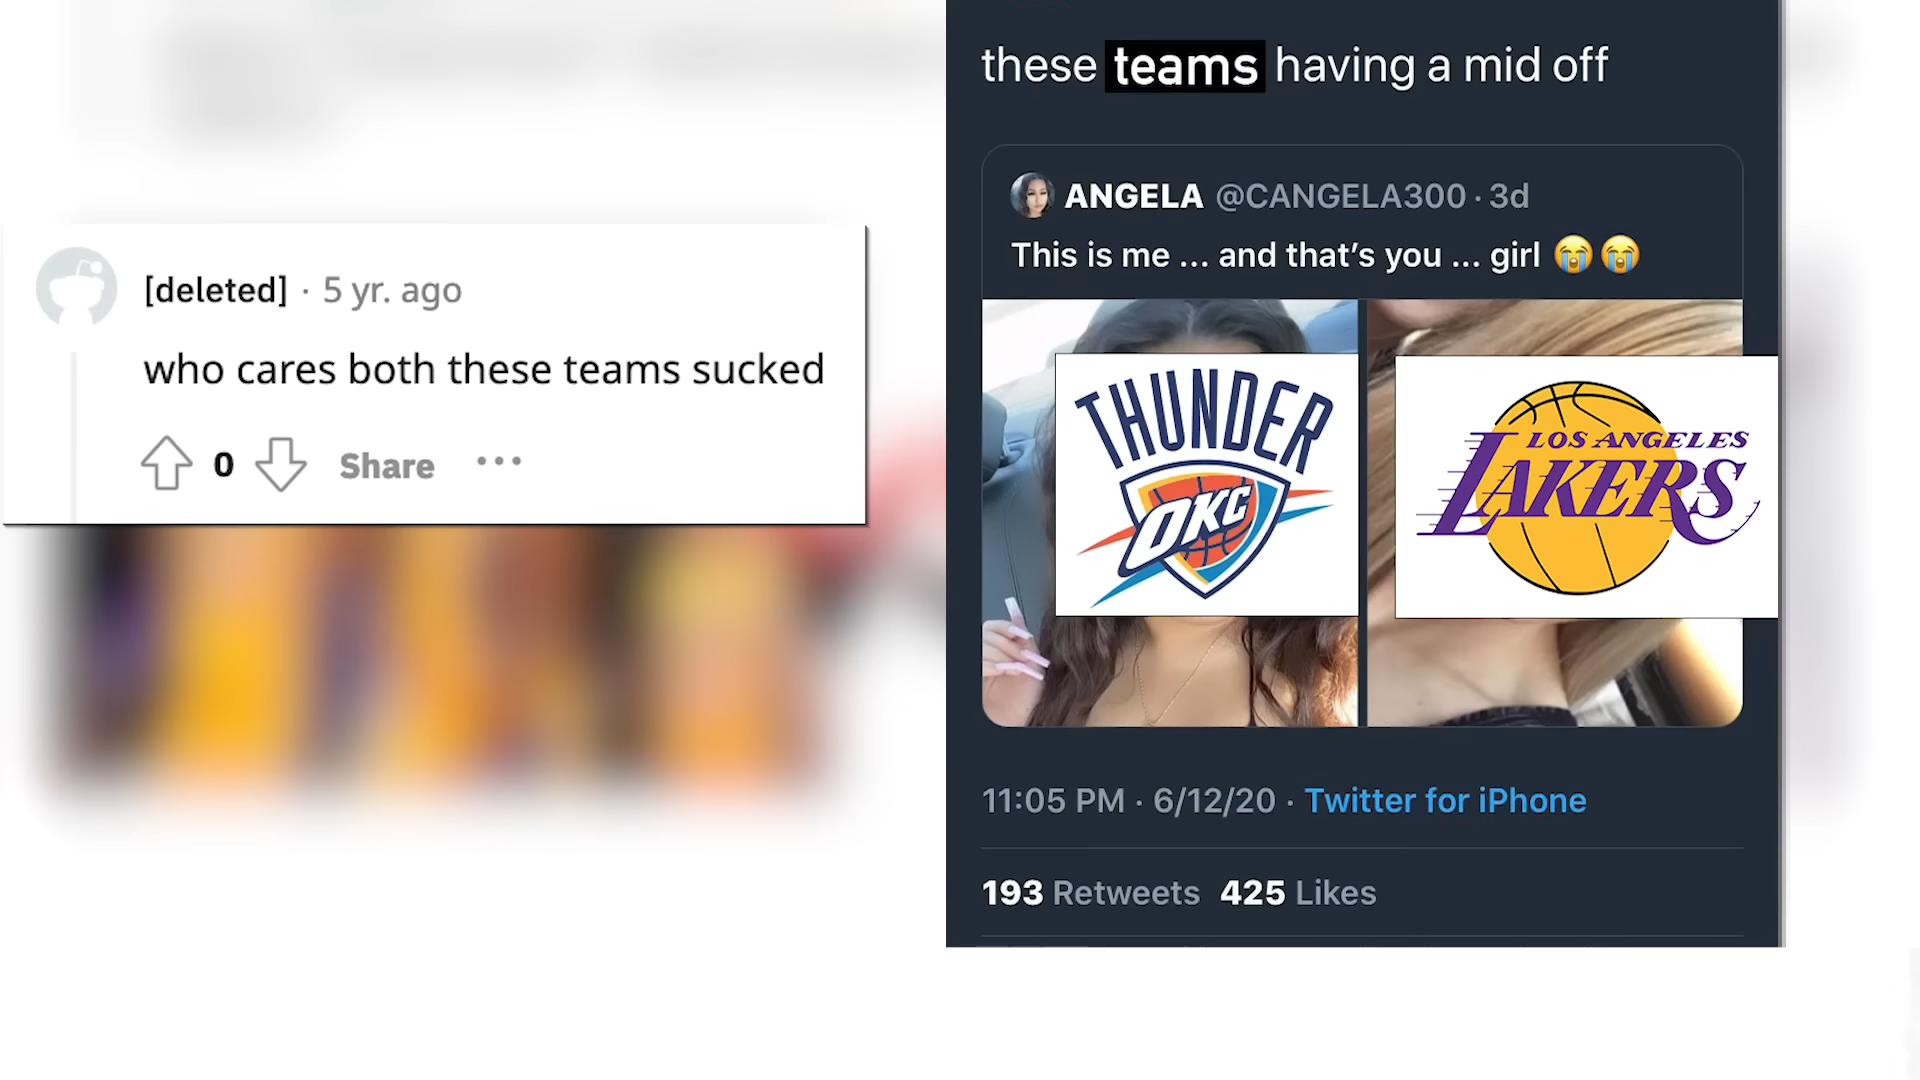 [deleted] · 5 yr. ago
who cares both these teams sucked
0 Share ···
these teams having a mid off
ANGELA @CANGELA300 · 3d
This is me ... and that’s you ... girl 😭😭
THUNDER
OKC
LOS ANGELES
LAKERS
11:05 PM · 6/12/20 · Twitter for iPhone
193 Retweets 425 Likes